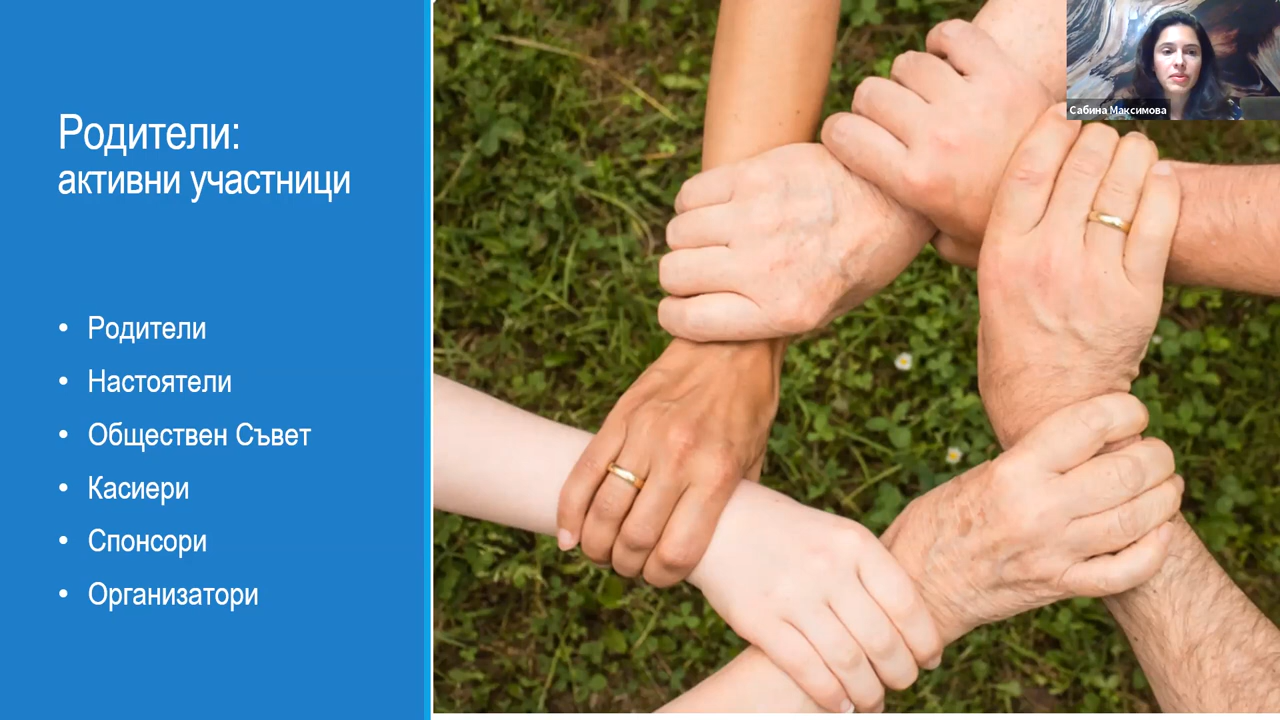 Родители:
активни участници
• Родители
• Настоятели
• Обществен Съвет
• Касиери
• Спонсори
• Организатори
Сабина Максимова